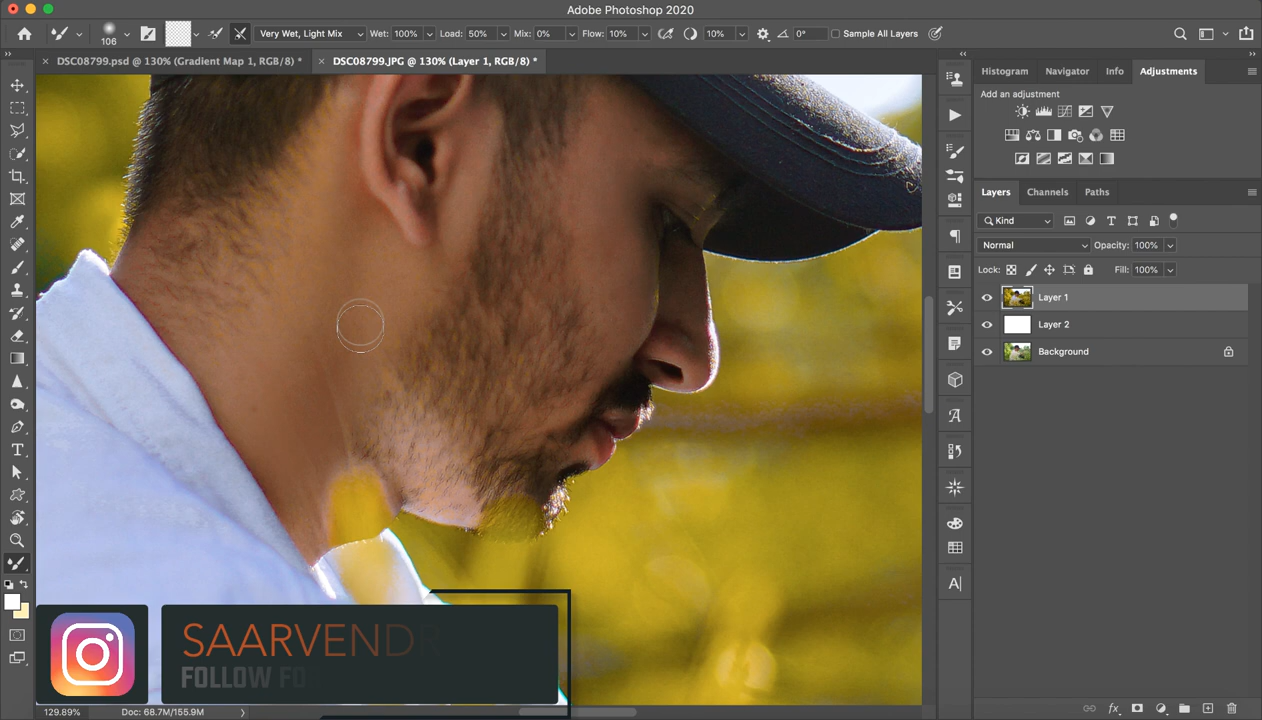 Adobe Photoshop 2020
106
Very Wet, Light Mix
Wet: 100%
Load: 50%
Mix: 0%
Flow: 10%
10%
0°
Sample All Layers
DSC08799.psd @ 130% (Gradient Map 1, RGB/8) *
DSC08799.JPG @ 130% (Layer 1, RGB/8) *
Histogram
Navigator
Info
Adjustments
Add an adjustment
Layers
Channels
Paths
Kind
Normal
Opacity: 100%
Lock:
Fill: 100%
Layer 1
Layer 2
Background
SAARVENDR
FOLLOW FO
129.89%
Doc: 68.7M/155.9M